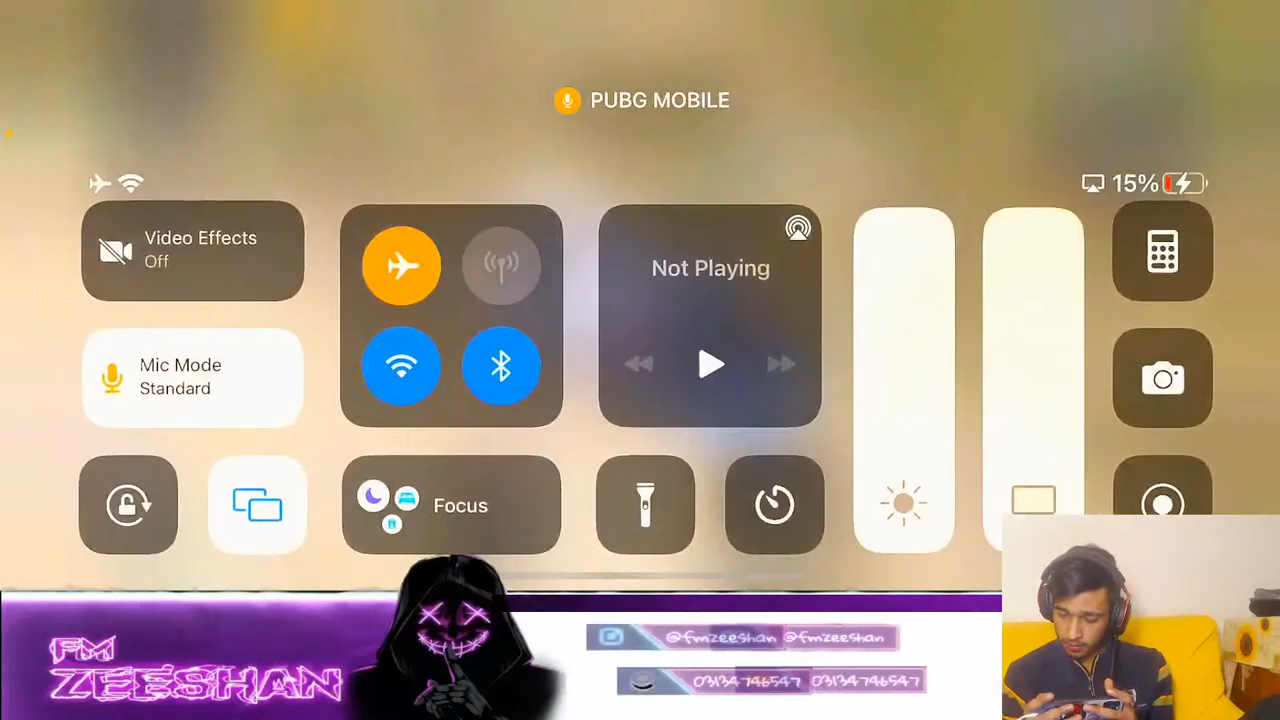 PUBG MOBILE
15%
Video Effects
Off
Not Playing
Mic Mode
Standard
Focus
FM
ZEESHAN
@fmzeeshan @fmzeeshan
03134746547 03134746547